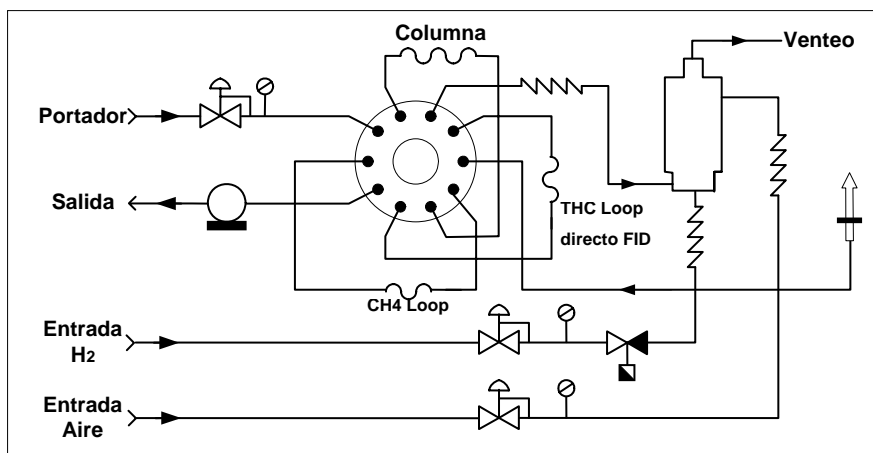 Columna
Venteo
Portador
Salida
THC Loop
directo FID
CH4 Loop
Entrada
H2
Entrada
Aire